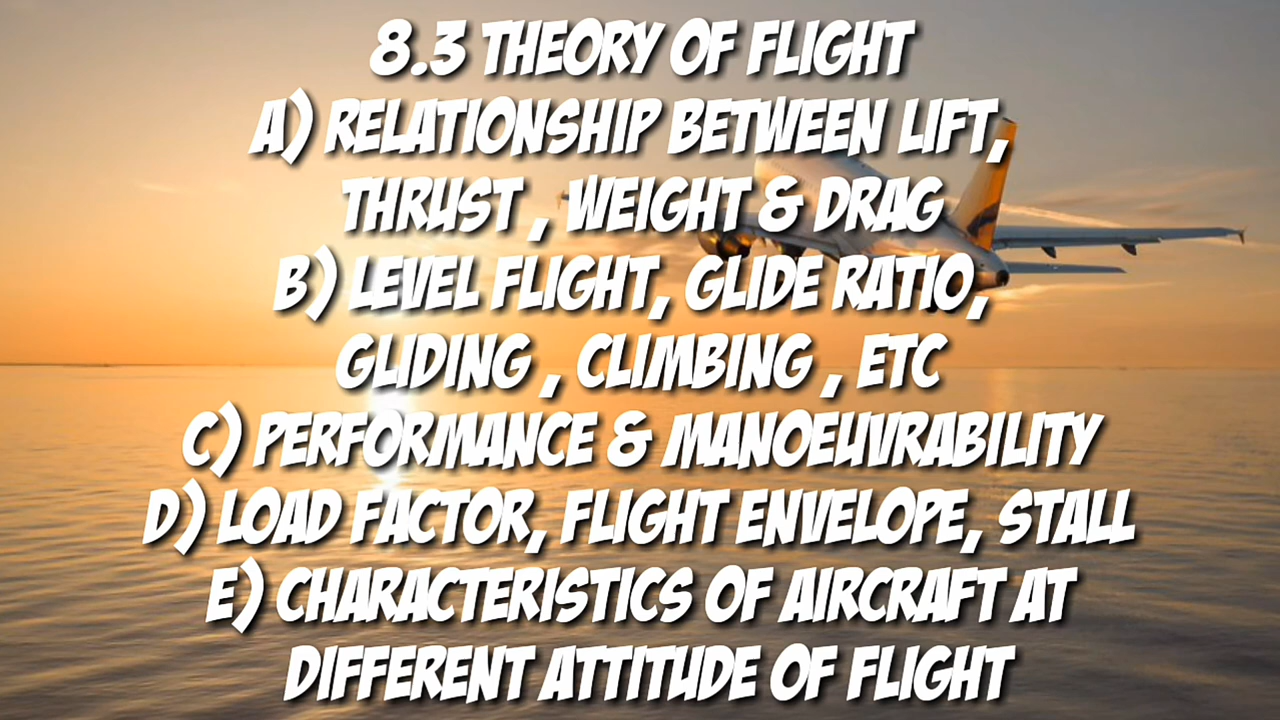 8.3 THEORY OF FLIGHT
A) RELATIONSHIP BETWEEN LIFT,
THRUST , WEIGHT & DRAG
B) LEVEL FLIGHT, GLIDE RATIO,
GLIDING , CLIMBING , ETC
C) PERFORMANCE & MANOEUVRABILITY
D) LOAD FACTOR, FLIGHT ENVELOPE, STALL
E) CHARACTERISTICS OF AIRCRAFT AT
DIFFERENT ATTITUDE OF FLIGHT